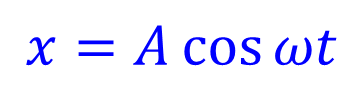 x = A cos ωt